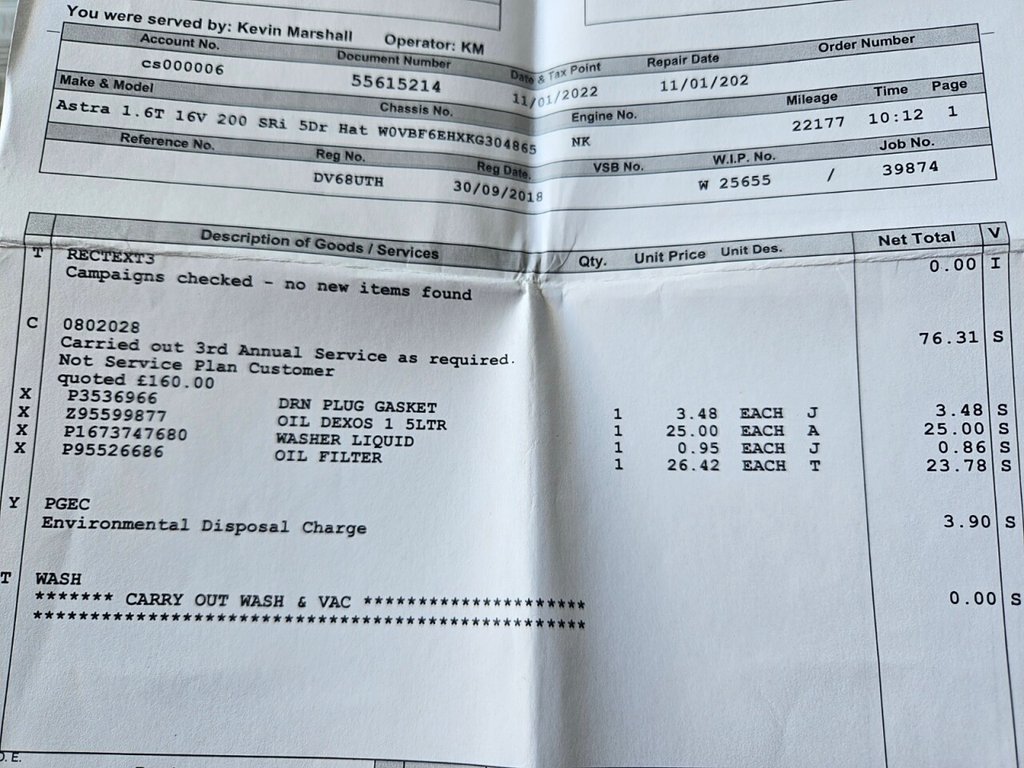 You were served by: Kevin Marshall Operator: KM
Account No. Document Number Date & Tax Point Repair Date Order Number
cs000006 55615214 11/01/2022 11/01/202
Make & Model Chassis No. Engine No. Mileage Time Page
Astra 1.6T 16V 200 SRi 5Dr Hat W0VBF6EHXKG304865 NK 22177 10:12 1
Reference No. Reg No. Reg Date. VSB No. W.I.P. No. Job No.
DV68UTH 30/09/2018 W 25655 / 39874
Description of Goods / Services Qty. Unit Price Unit Des. Net Total V
T RECTEXT3 0.00 I
Campaigns checked - no new items found
C 0802028 76.31 S
Carried out 3rd Annual Service as required.
Not Service Plan Customer
quoted £160.00
X P3536966 DRN PLUG GASKET 1 3.48 EACH J 3.48 S
X Z95599877 OIL DEXOS 1 5LTR 1 25.00 EACH A 25.00 S
X P1673747680 WASHER LIQUID 1 0.95 EACH J 0.86 S
X P95526686 OIL FILTER 1 26.42 EACH T 23.78 S
Y PGEC
Environmental Disposal Charge 3.90 S
T WASH
******* CARRY OUT WASH & VAC ********************** 0.00 S
*****************************************************
O.E.